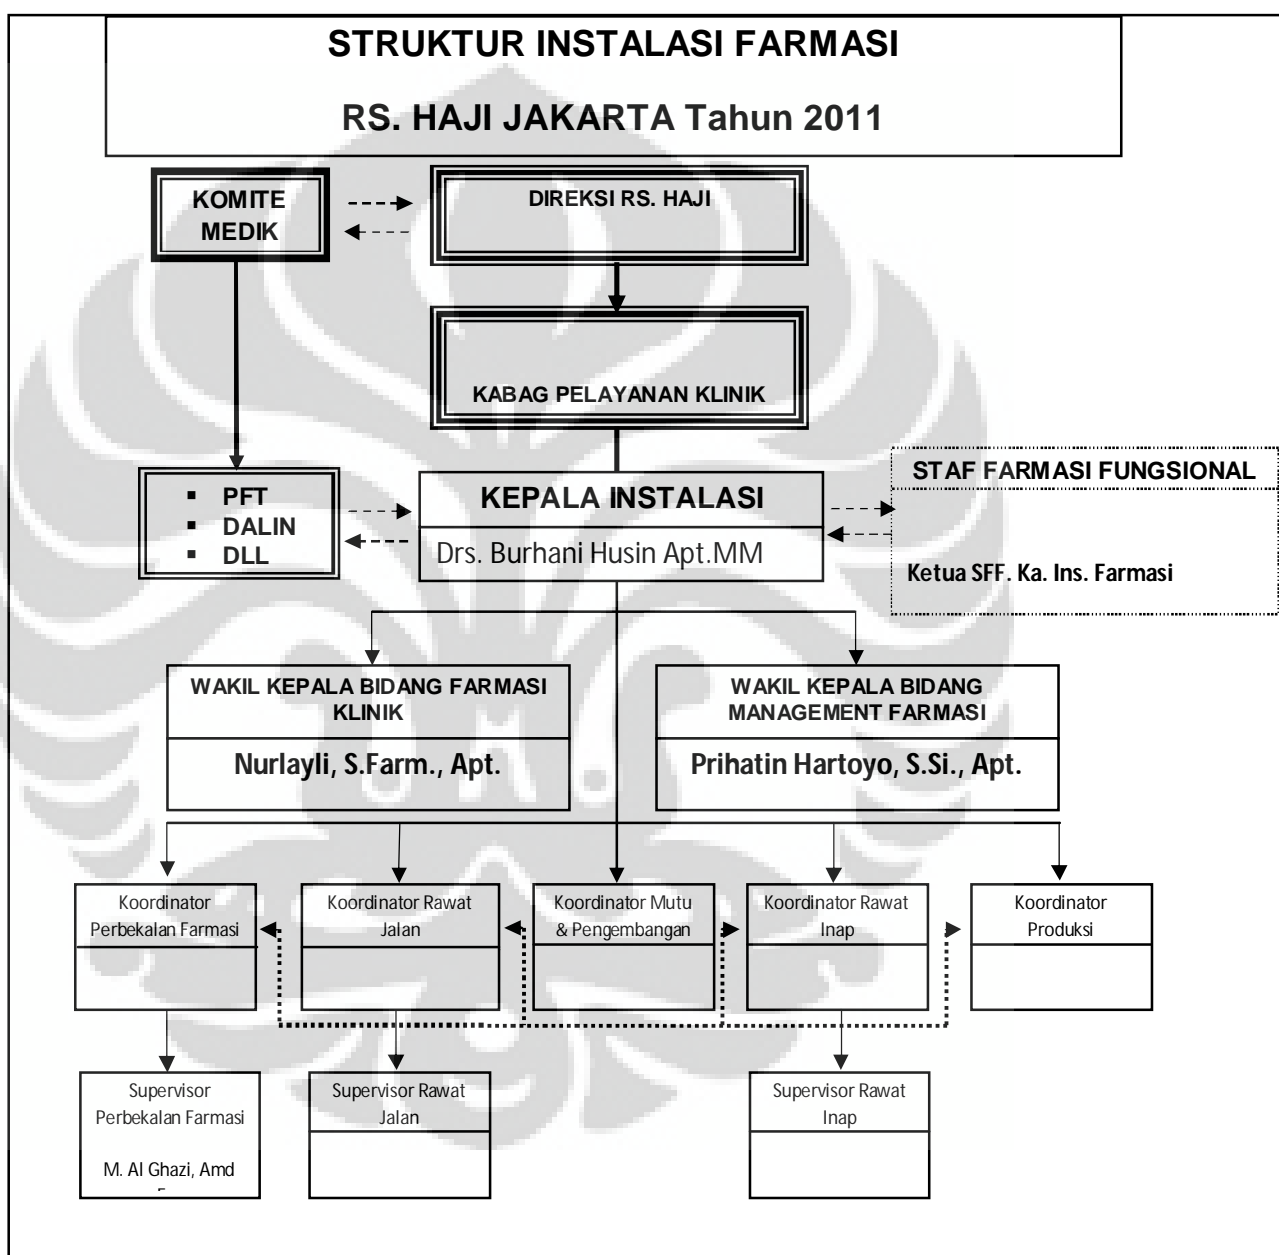 STRUKTUR INSTALASI FARMASI
RS. HAJI JAKARTA Tahun 2011
KOMITE
MEDIK
DIREKSI RS. HAJI
KABAG PELAYANAN KLINIK
▪ PFT
▪ DALIN
▪ DLL
KEPALA INSTALASI
Drs. Burhani Husin Apt.MM
STAF FARMASI FUNGSIONAL
Ketua SFF. Ka. Ins. Farmasi
WAKIL KEPALA BIDANG FARMASI
KLINIK
Nurlayli, S.Farm., Apt.
WAKIL KEPALA BIDANG
MANAGEMENT FARMASI
Prihatin Hartoyo, S.Si., Apt.
Koordinator
Perbekalan Farmasi
Koordinator Rawat
Jalan
Koordinator Mutu
& Pengembangan
Koordinator Rawat
Inap
Koordinator
Produksi
Supervisor
Perbekalan Farmasi
M. Al Ghazi, Amd
Supervisor Rawat
Jalan
Supervisor Rawat
Inap